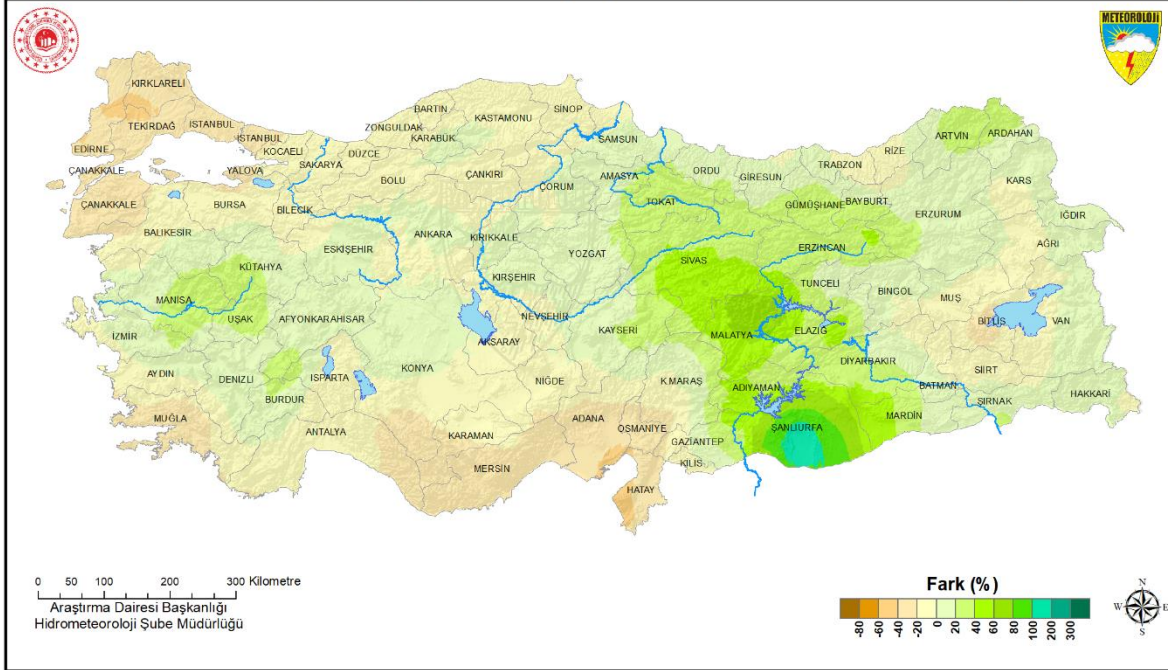 METEOROLOJİ
KIRKLARELİ
TEKİRDAĞ
İSTANBUL
İSTANBUL
EDİRNE
KOCAELİ
ÇANAKKALE
YALOVA
SAKARYA
DÜZCE
ZONGULDAK
BARTIN
KARABÜK
KASTAMONU
SİNOP
SAMSUN
ÇANAKKALE
BURSA
BİLECİK
BOLU
ÇANKIRI
ÇORUM
AMASYA
ORDU
GİRESUN
TRABZON
RİZE
ARTVİN
ARDAHAN
KARS
BALIKESİR
ESKİŞEHİR
ANKARA
KIRIKKALE
YOZGAT
TOKAT
GÜMÜŞHANE
BAYBURT
ERZURUM
IĞDIR
AĞRI
KÜTAHYA
KIRŞEHİR
SİVAS
ERZİNCAN
TUNCELİ
BİNGÖL
MUŞ
BİTLİS
VAN
MANİSA
UŞAK
AFYONKARAHİSAR
NEVŞEHİR
KAYSERİ
MALATYA
ELAZIĞ
İZMİR
AKSARAY
KONYA
DİYARBAKIR
SİİRT
AYDIN
DENİZLİ
ISPARTA
BURDUR
NİĞDE
K.MARAŞ
ADIYAMAN
BATMAN
ŞIRNAK
HAKKARİ
MARDİN
MUĞLA
ANTALYA
KARAMAN
ADANA
OSMANİYE
GAZİANTEP
ŞANLIURFA
KİLİS
MERSİN
HATAY
0 50 100 200 300 Kilometre
Araştırma Dairesi Başkanlığı
Hidrometeoroloji Şube Müdürlüğü
Fark (%)
-80 -60 -40 -20 0 20 40 60 80 100 200 300
N
W E
S